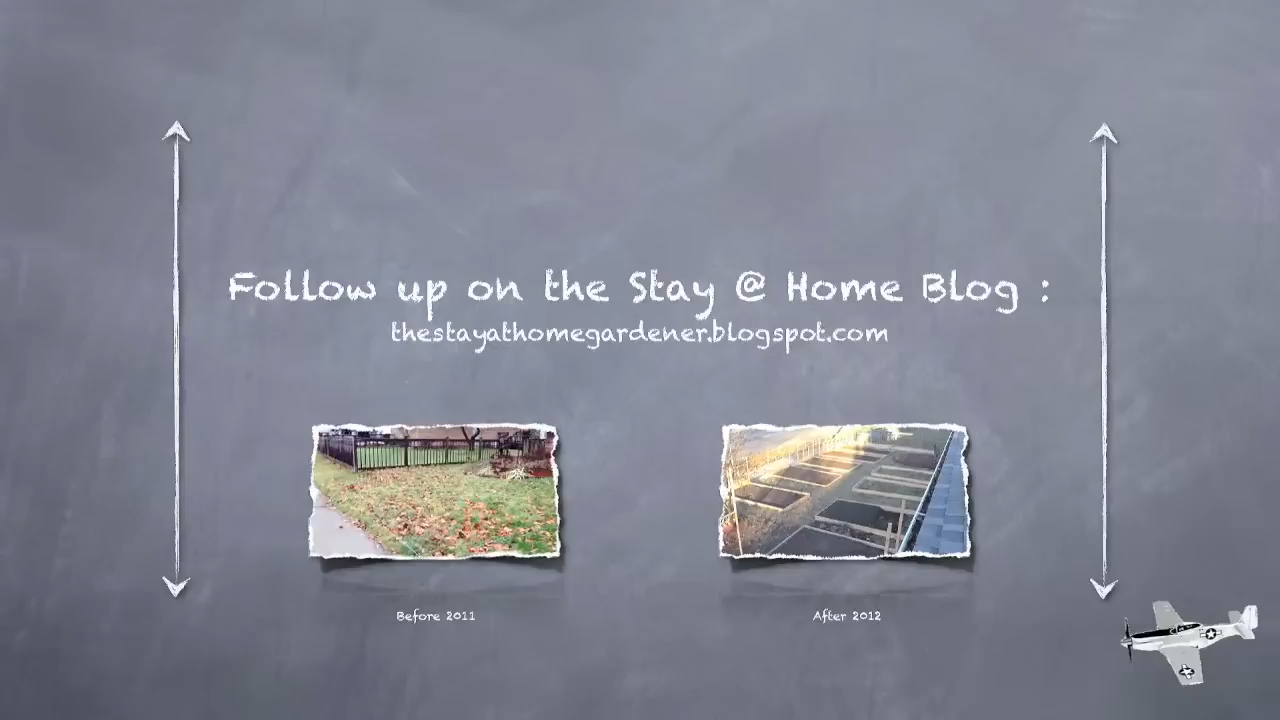 Follow up on the Stay @ Home Blog :
thestayathomegardener.blogspot.com
Before 2011
After 2012